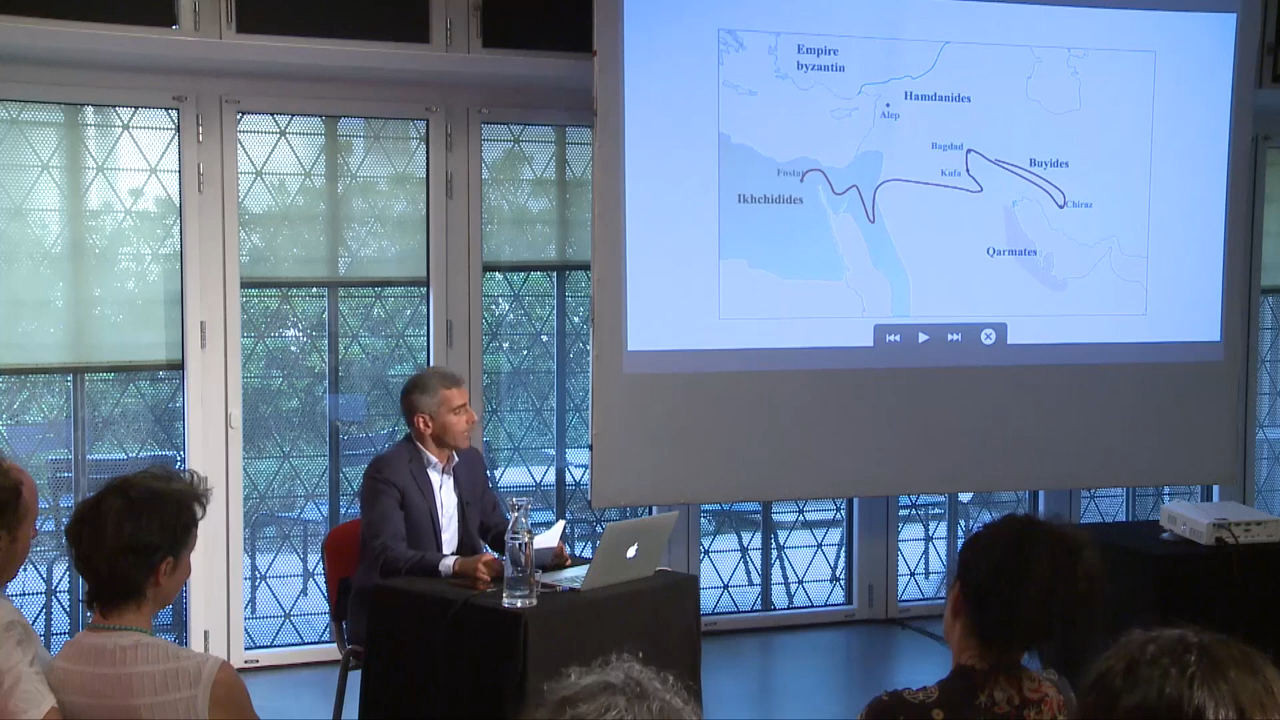 Empire
byzantin
Hamdanides
Alep
Bagdad
Buyides
Fostat
Kufa
Ikhchidides
Chiraz
Qarmates